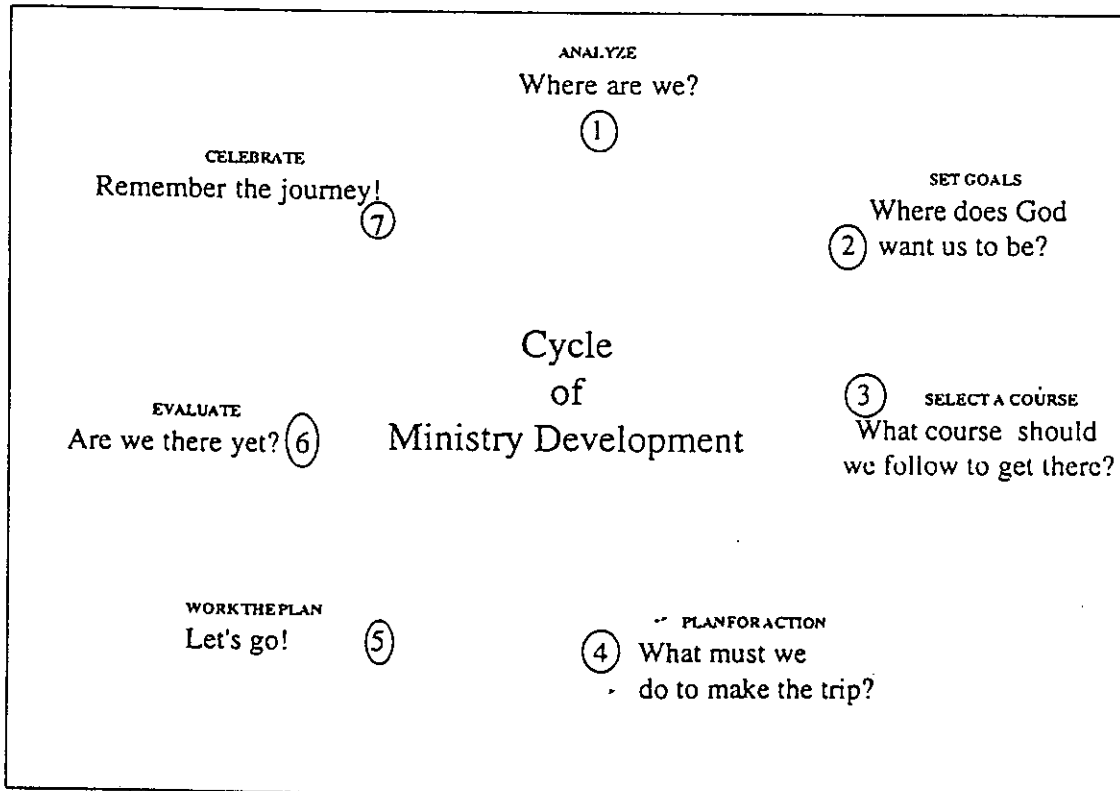 ANALYZE
Where are we?
1
SET GOALS
Where does God
2 want us to be?
3 SELECT A COURSE
What course should
we follow to get there?
PLAN FOR ACTION
4 What must we
do to make the trip?
WORK THE PLAN
Let's go! 5
EVALUATE
Are we there yet? 6
CELEBRATE
Remember the journey!
7
Cycle
of
Ministry Development